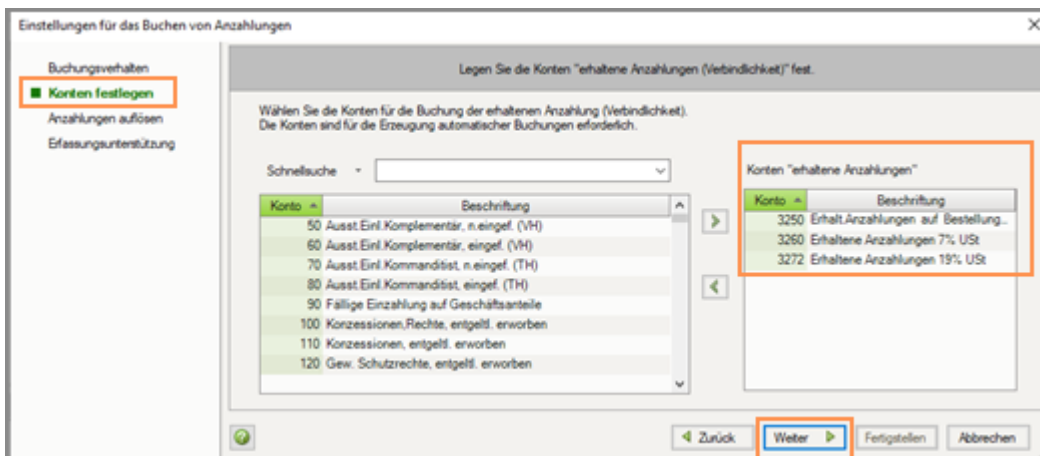 Einstellungen für das Buchen von Anzahlungen
Buchungsverhalten
Konten festlegen
Anzahlungen auflösen
Erfassungsunterstützung
Legen Sie die Konten "erhaltene Anzahlungen (Verbindlichkeit)" fest.
Wählen Sie die Konten für die Buchung der erhaltenen Anzahlung (Verbindlichkeit).
Die Konten sind für die Erzeugung automatischer Buchungen erforderlich.
Schnellsuche
Konto Beschriftung
50 Ausst.Einl.Komplementär, n.eingef. (VH)
60 Ausst.Einl.Komplementär, eingef. (VH)
70 Ausst.Einl.Kommanditist, n.eingef. (TH)
80 Ausst.Einl.Kommanditist, eingef. (TH)
90 Fällige Einzahlung auf Geschäftsanteile
100 Konzessionen,Rechte, entgeltl. erworben
110 Konzessionen, entgeltl. erworben
120 Gew. Schutzrechte, entgeltl. erworben
Konten "erhaltene Anzahlungen"
Konto Beschriftung
3250 Erhalt.Anzahlungen auf Bestellung...
3260 Erhaltene Anzahlungen 7% USt
3272 Erhaltene Anzahlungen 19% USt
Zurück Weiter Fertigstellen Abbrechen